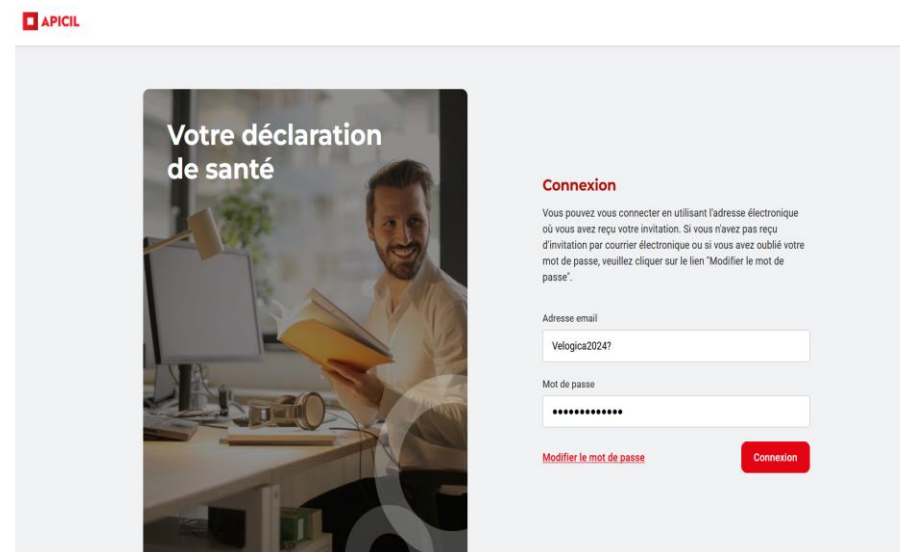 APICIL
Votre déclaration
de santé
Connexion
Vous pouvez vous connecter en utilisant l'adresse électronique
où vous avez reçu votre invitation. Si vous n'avez pas reçu
d'invitation par courrier électronique ou si vous avez oublié votre
mot de passe, veuillez cliquer sur le lien "Modifier le mot de
passe".
Adresse email
Velogica2024?
Mot de passe
•••••••••••••
Modifier le mot de passe
Connexion